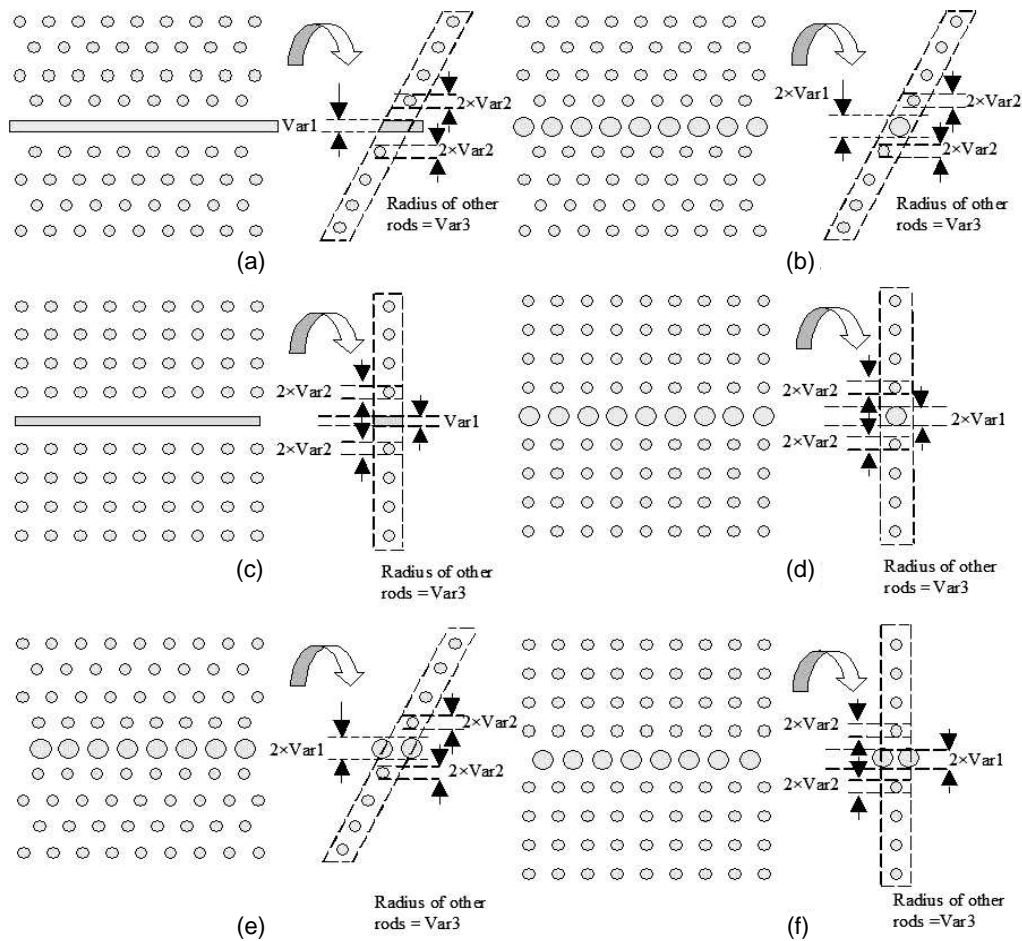 Var1
2×Var2
2×Var2
Radius of other
rods = Var3
(a)
2×Var1
2×Var2
2×Var2
Radius of other
rods = Var3
(b)
2×Var2
Var1
2×Var2
Radius of other
rods = Var3
(c)
2×Var2
2×Var1
2×Var2
Radius of other
rods = Var3
(d)
2×Var2
2×Var1
2×Var2
Radius of other
rods = Var3
(e)
2×Var2
2×Var1
2×Var2
Radius of other
rods = Var3
(f)